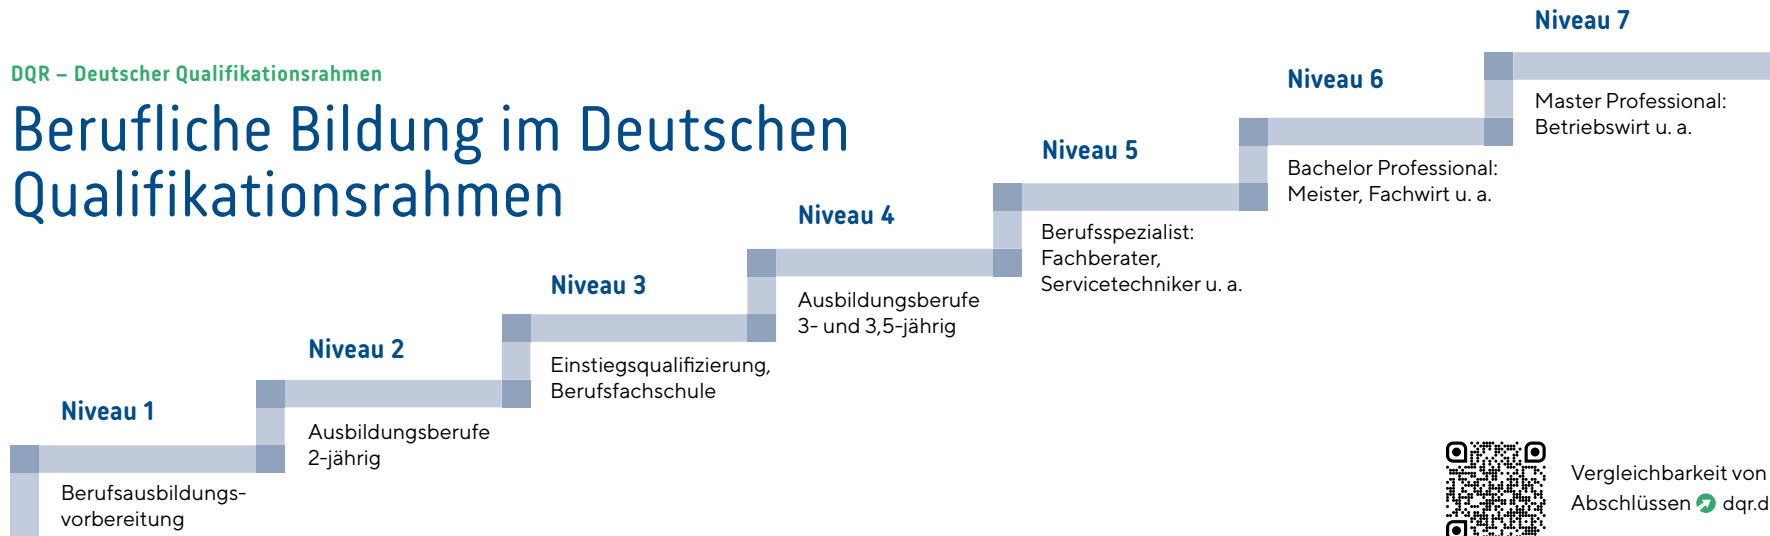 DQR – Deutscher Qualifikationsrahmen
Berufliche Bildung im Deutschen
Qualifikationsrahmen
Niveau 1
Berufsausbildungs-
vorbereitung
Niveau 2
Ausbildungsberufe
2-jährig
Niveau 3
Einstiegsqualifizierung,
Berufsfachschule
Niveau 4
Ausbildungsberufe
3- und 3,5-jährig
Niveau 5
Berufsspezialist:
Fachberater,
Servicetechniker u. a.
Niveau 6
Bachelor Professional:
Meister, Fachwirt u. a.
Niveau 7
Master Professional:
Betriebswirt u. a.
Vergleichbarkeit von
Abschlüssen dqr.d